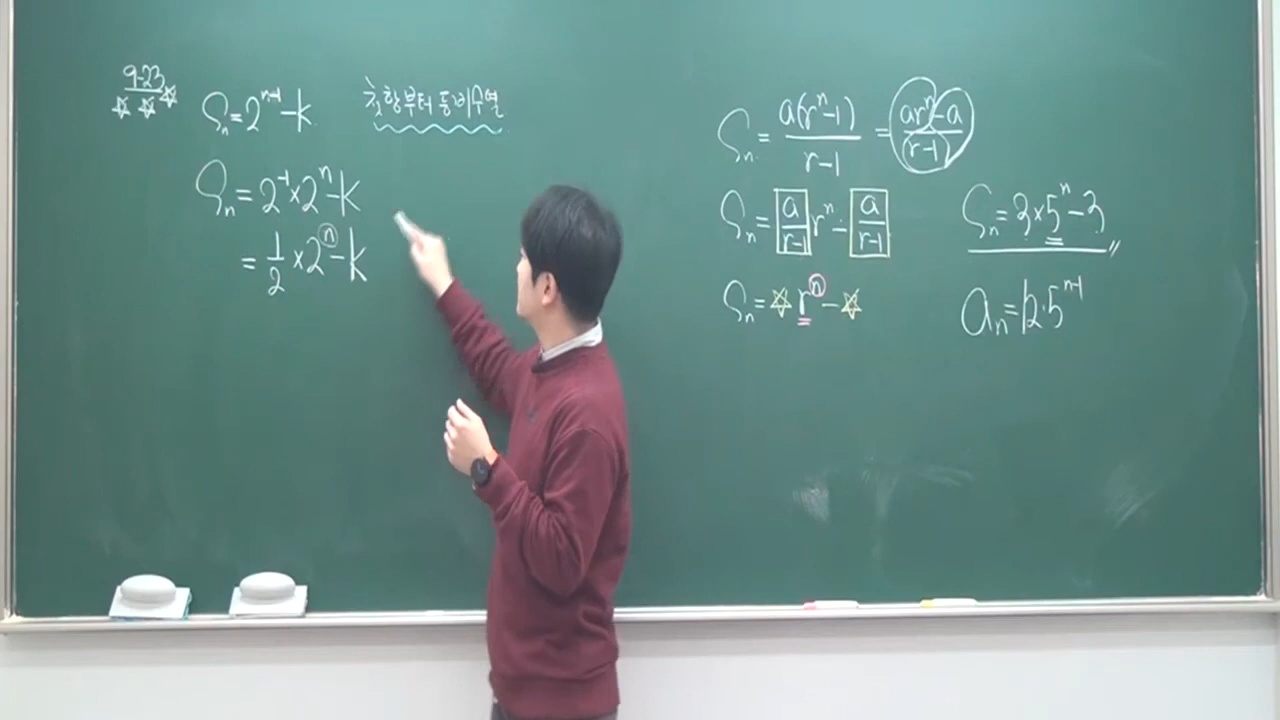 9-23
☆☆☆
Sₙ=2ⁿ⁻¹-k
첫항부터 등비수열
Sₙ=2⁻¹×2ⁿ-k
=½×2ⁿ-k
Sₙ=a(rⁿ-1)/(r-1)=(arⁿ-a)/(r-1)
Sₙ=a/(r-1) rⁿ-a/(r-1)
Sₙ=☆rⁿ-☆
Sₙ=3×5ⁿ-3
aₙ=12·5ⁿ⁻¹